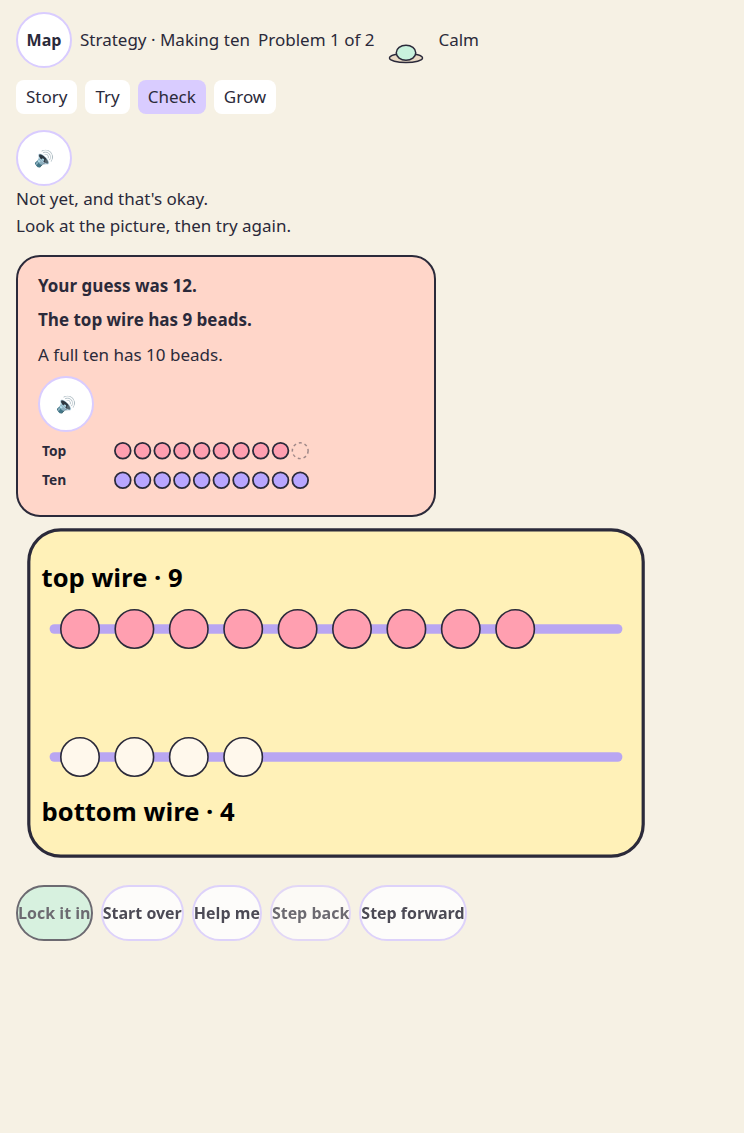 Map Strategy · Making ten Problem 1 of 2 Calm
Story Try Check Grow
Not yet, and that's okay.
Look at the picture, then try again.
Your guess was 12.
The top wire has 9 beads.
A full ten has 10 beads.
Top
Ten
top wire · 9
bottom wire · 4
Lock it in Start over Help me Step back Step forward